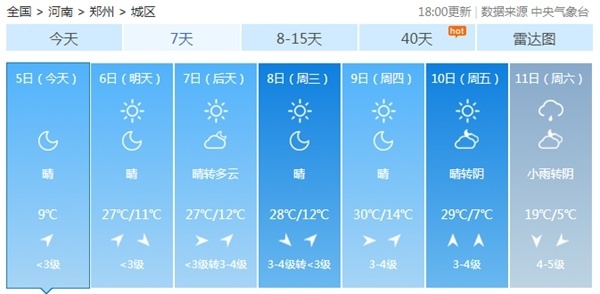 全国 > 河南 > 郑州 > 城区
18:00更新 | 数据来源 中央气象台
今天 7天 8-15天 40天 hot 雷达图
5日（今天） 6日（明天） 7日（后天） 8日（周三） 9日（周四） 10日（周五） 11日（周六）
晴 晴 晴转多云 晴 晴 晴转阴 小雨转阴
9℃ 27℃/11℃ 27℃/12℃ 28℃/12℃ 30℃/14℃ 29℃/7℃ 19℃/5℃
<3级 <3级 <3级转3-4级 3-4级转<3级 3-4级 3-4级 4-5级